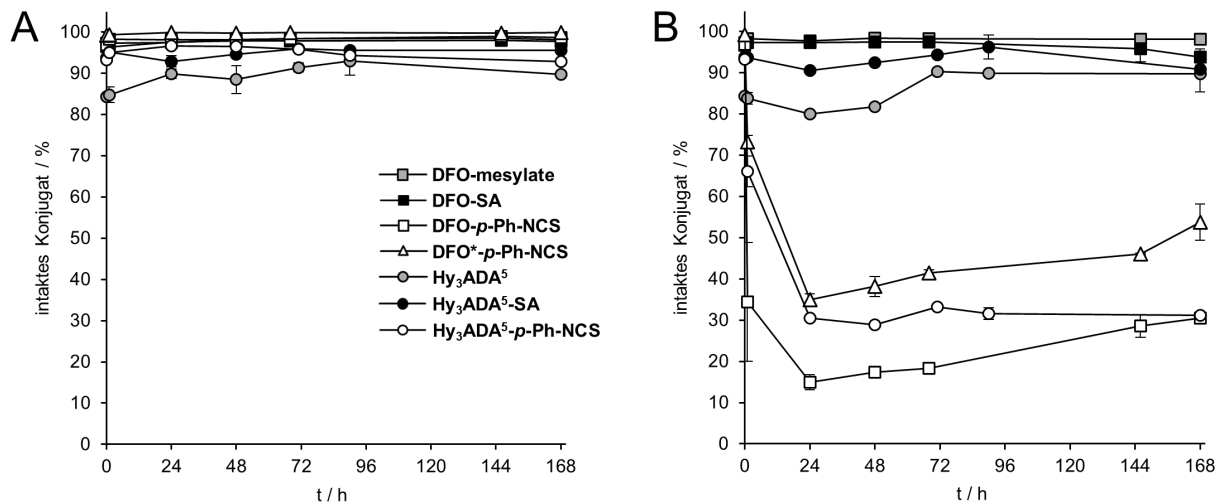 A
intaktes Konjugat / %
100
90
80
70
60
50
40
30
20
10
0
0 24 48 72 96 120 144 168
t / h
DFO-mesylate
DFO-SA
DFO-p-Ph-NCS
DFO*-p-Ph-NCS
Hy₃ADA⁵
Hy₃ADA⁵-SA
Hy₃ADA⁵-p-Ph-NCS
B
intaktes Konjugat / %
100
90
80
70
60
50
40
30
20
10
0
0 24 48 72 96 120 144 168
t / h